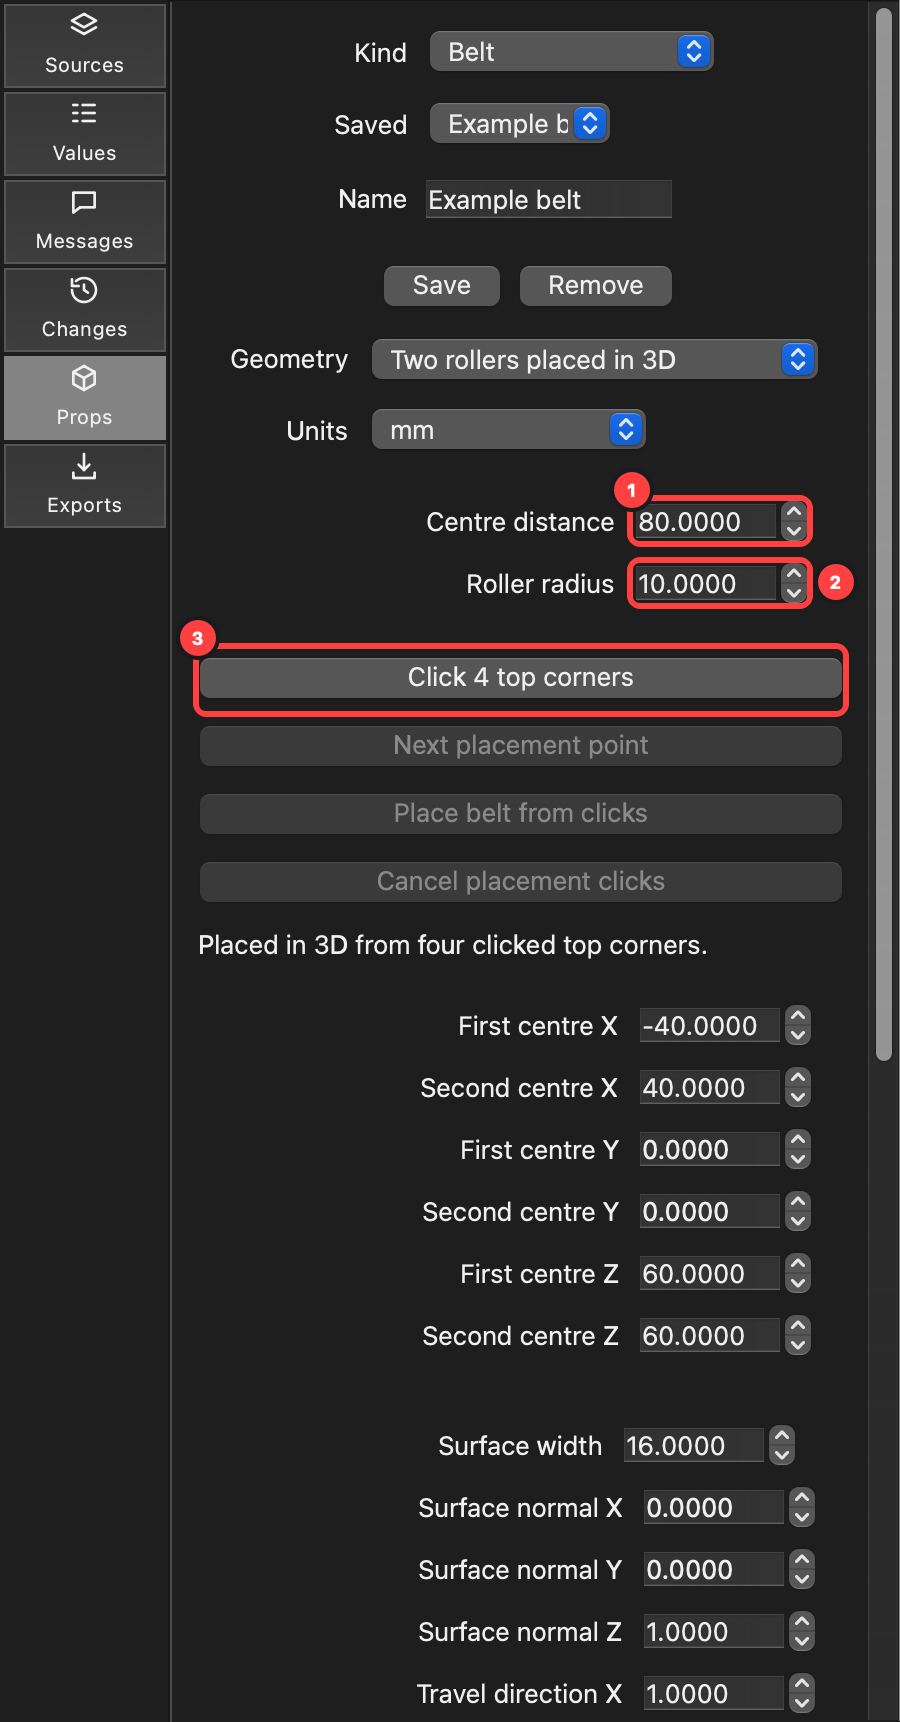 Sources
Values
Messages
Changes
Props
Exports
Kind Belt
Saved Example b
Name Example belt
Save Remove
Geometry Two rollers placed in 3D
Units mm
1
Centre distance 80.0000
Roller radius 10.0000 2
3
Click 4 top corners
Next placement point
Place belt from clicks
Cancel placement clicks
Placed in 3D from four clicked top corners.
First centre X -40.0000
Second centre X 40.0000
First centre Y 0.0000
Second centre Y 0.0000
First centre Z 60.0000
Second centre Z 60.0000
Surface width 16.0000
Surface normal X 0.0000
Surface normal Y 0.0000
Surface normal Z 1.0000
Travel direction X 1.0000